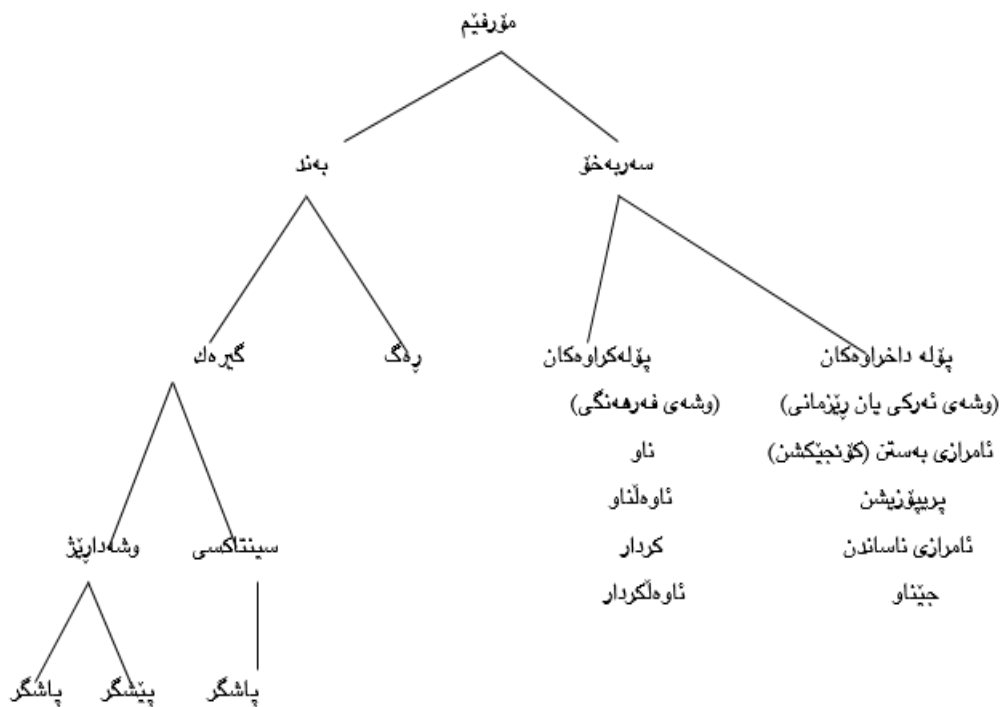 مۆرفێم
سەربەخۆ
بەند
پۆلە داخراوەکان
پۆلەکراوەکان
ڕەگ
گیرەك
(وشەی ئەرکی یان ڕێزمانی)
(وشەی فەرهەنگی)
ئامرازی بەستن (کۆنجێکشن)
ناو
پریپۆزیشن
ئاوەڵناو
ئامرازی ناساندن
کردار
سینتاکسی
وشەداڕێژ
جێناو
ئاوەڵکردار
پاشگر
پێشگر
پاشگر